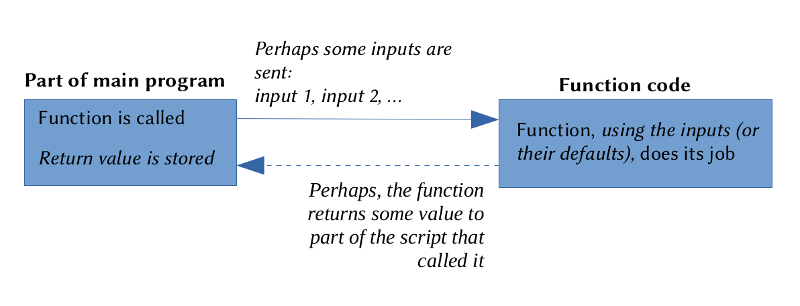 Perhaps some inputs are
sent:
input 1, input 2, ...
Part of main program
Function code
Function is called
Return value is stored
Function, using the inputs (or
their defaults), does its job
Perhaps, the function
returns some value to
part of the script that
called it